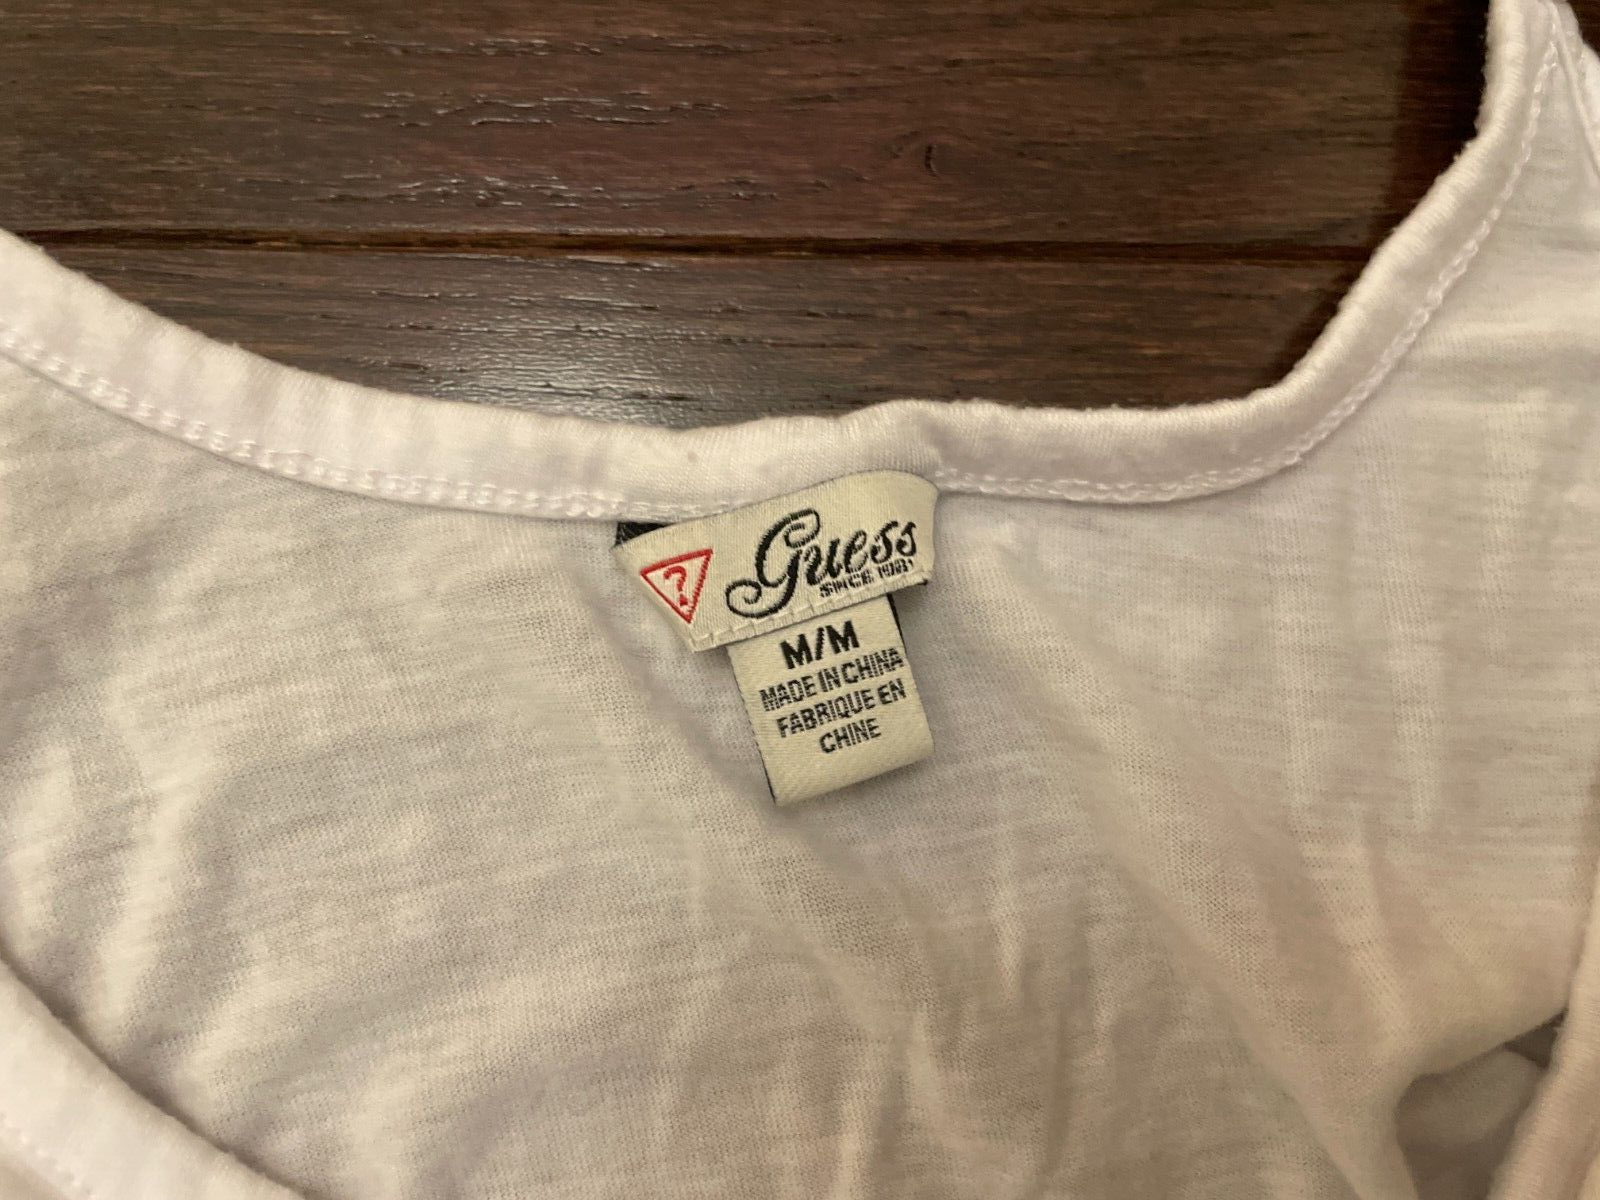 ?
Guess
SINCE 1981
M/M
MADE IN CHINA
FABRIQUE EN
CHINE